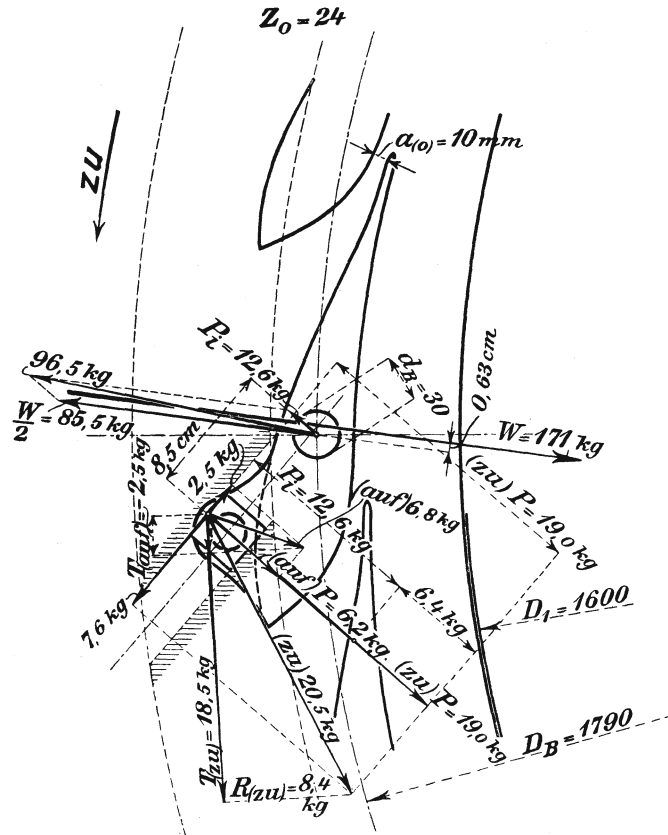 Z₀ = 24
a(0) = 10 mm
zu
Pᵢ = 12,6 kg
d_B = 30
0,63 cm
96,5 kg
W/2 = 85,5 kg
W = 171 kg
8,5 cm
2,5 kg
(zu) P = 19,0 kg
Pᵢ = 12,6 kg
(auf) 6,8 kg
T(auf) = -2,5 kg
(auf) P = 6,2 kg
6,4 kg
D₁ = 1600
7,6 kg
(zu) 20,5 kg
(zu) P = 19,0 kg
T(zu) = 18,5 kg
D_B = 1790
R(zu) = 8,4
kg